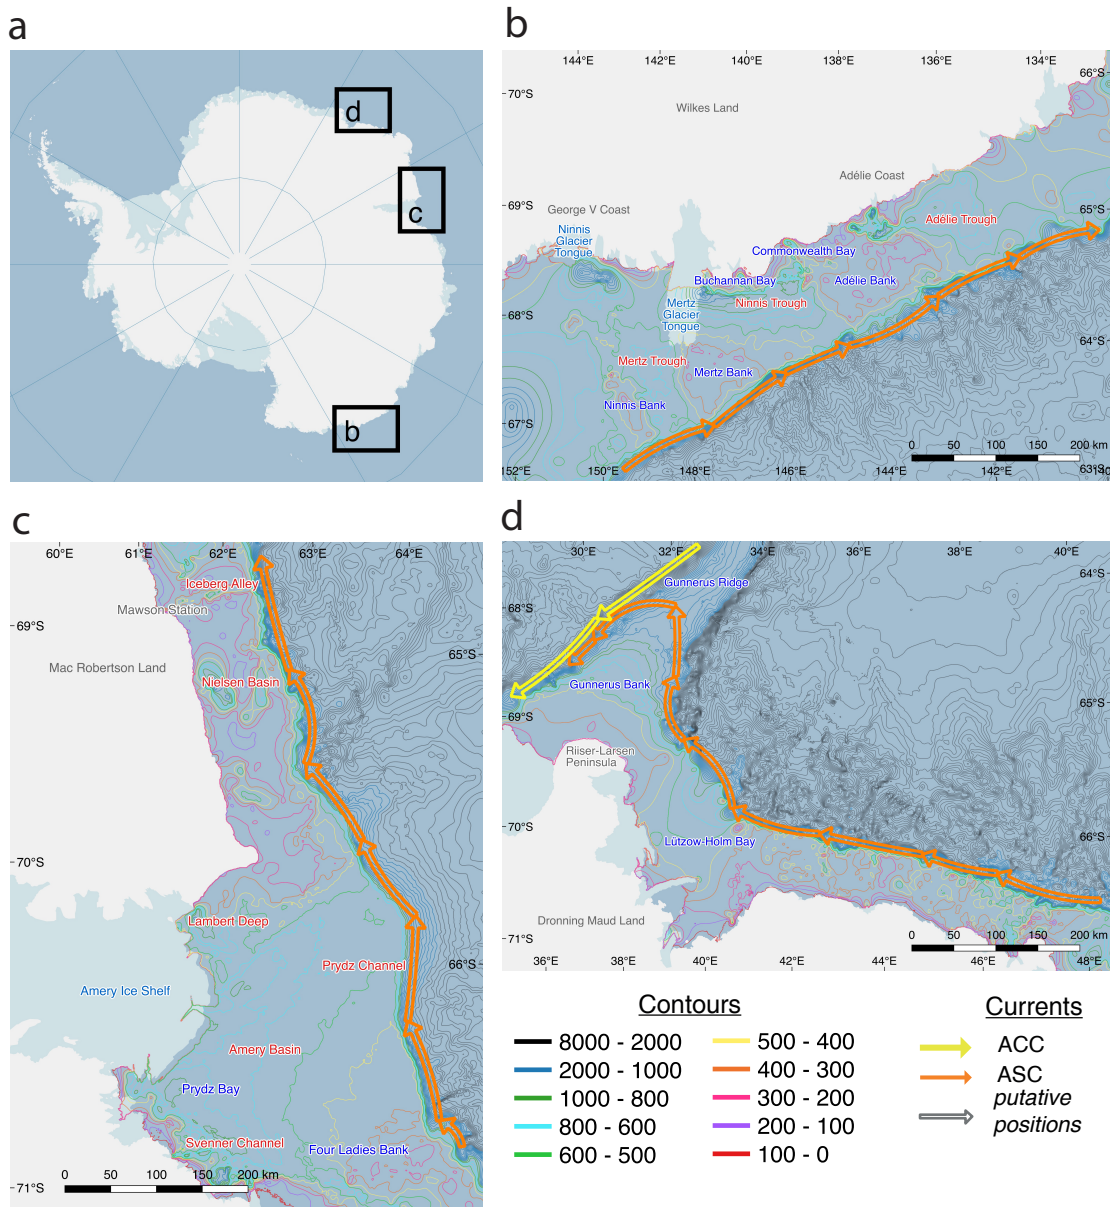 a
d
c
b
b
144°E
142°E
140°E
138°E
136°E
134°E
66°S
70°S
Wilkes Land
Adélie Coast
69°S
George V Coast
Adélie Trough
65°S
Ninnis
Glacier
Tongue
Commonwealth Bay
Buchannan Bay
Adélie Bank
Ninnis Trough
Mertz
Glacier
Tongue
68°S
64°S
Mertz Trough
Mertz Bank
Ninnis Bank
67°S
0 50 100 150 200 km
152°E
150°E
148°E
146°E
144°E
142°E
63°S
140
c
60°E
61°E
62°E
63°E
64°E
Iceberg Alley
Mawson Station
69°S
65°S
Mac Robertson Land
Nielsen Basin
70°S
Lambert Deep
Prydz Channel
66°S
Amery Ice Shelf
Amery Basin
Prydz Bay
Svenner Channel
Four Ladies Bank
0 50 100 150 200 km
71°S
d
30°E
32°E
34°E
36°E
38°E
40°E
64°S
Gunnerus Ridge
68°S
Gunnerus Bank
69°S
65°S
Riiser-Larsen
Peninsula
70°S
Lützow-Holm Bay
66°S
Dronning Maud Land
71°S
0 50 100 150 200 km
36°E
38°E
40°E
42°E
44°E
46°E
48°E
Contours
8000 - 2000
2000 - 1000
1000 - 800
800 - 600
600 - 500
500 - 400
400 - 300
300 - 200
200 - 100
100 - 0
Currents
ACC
ASC
putative
positions